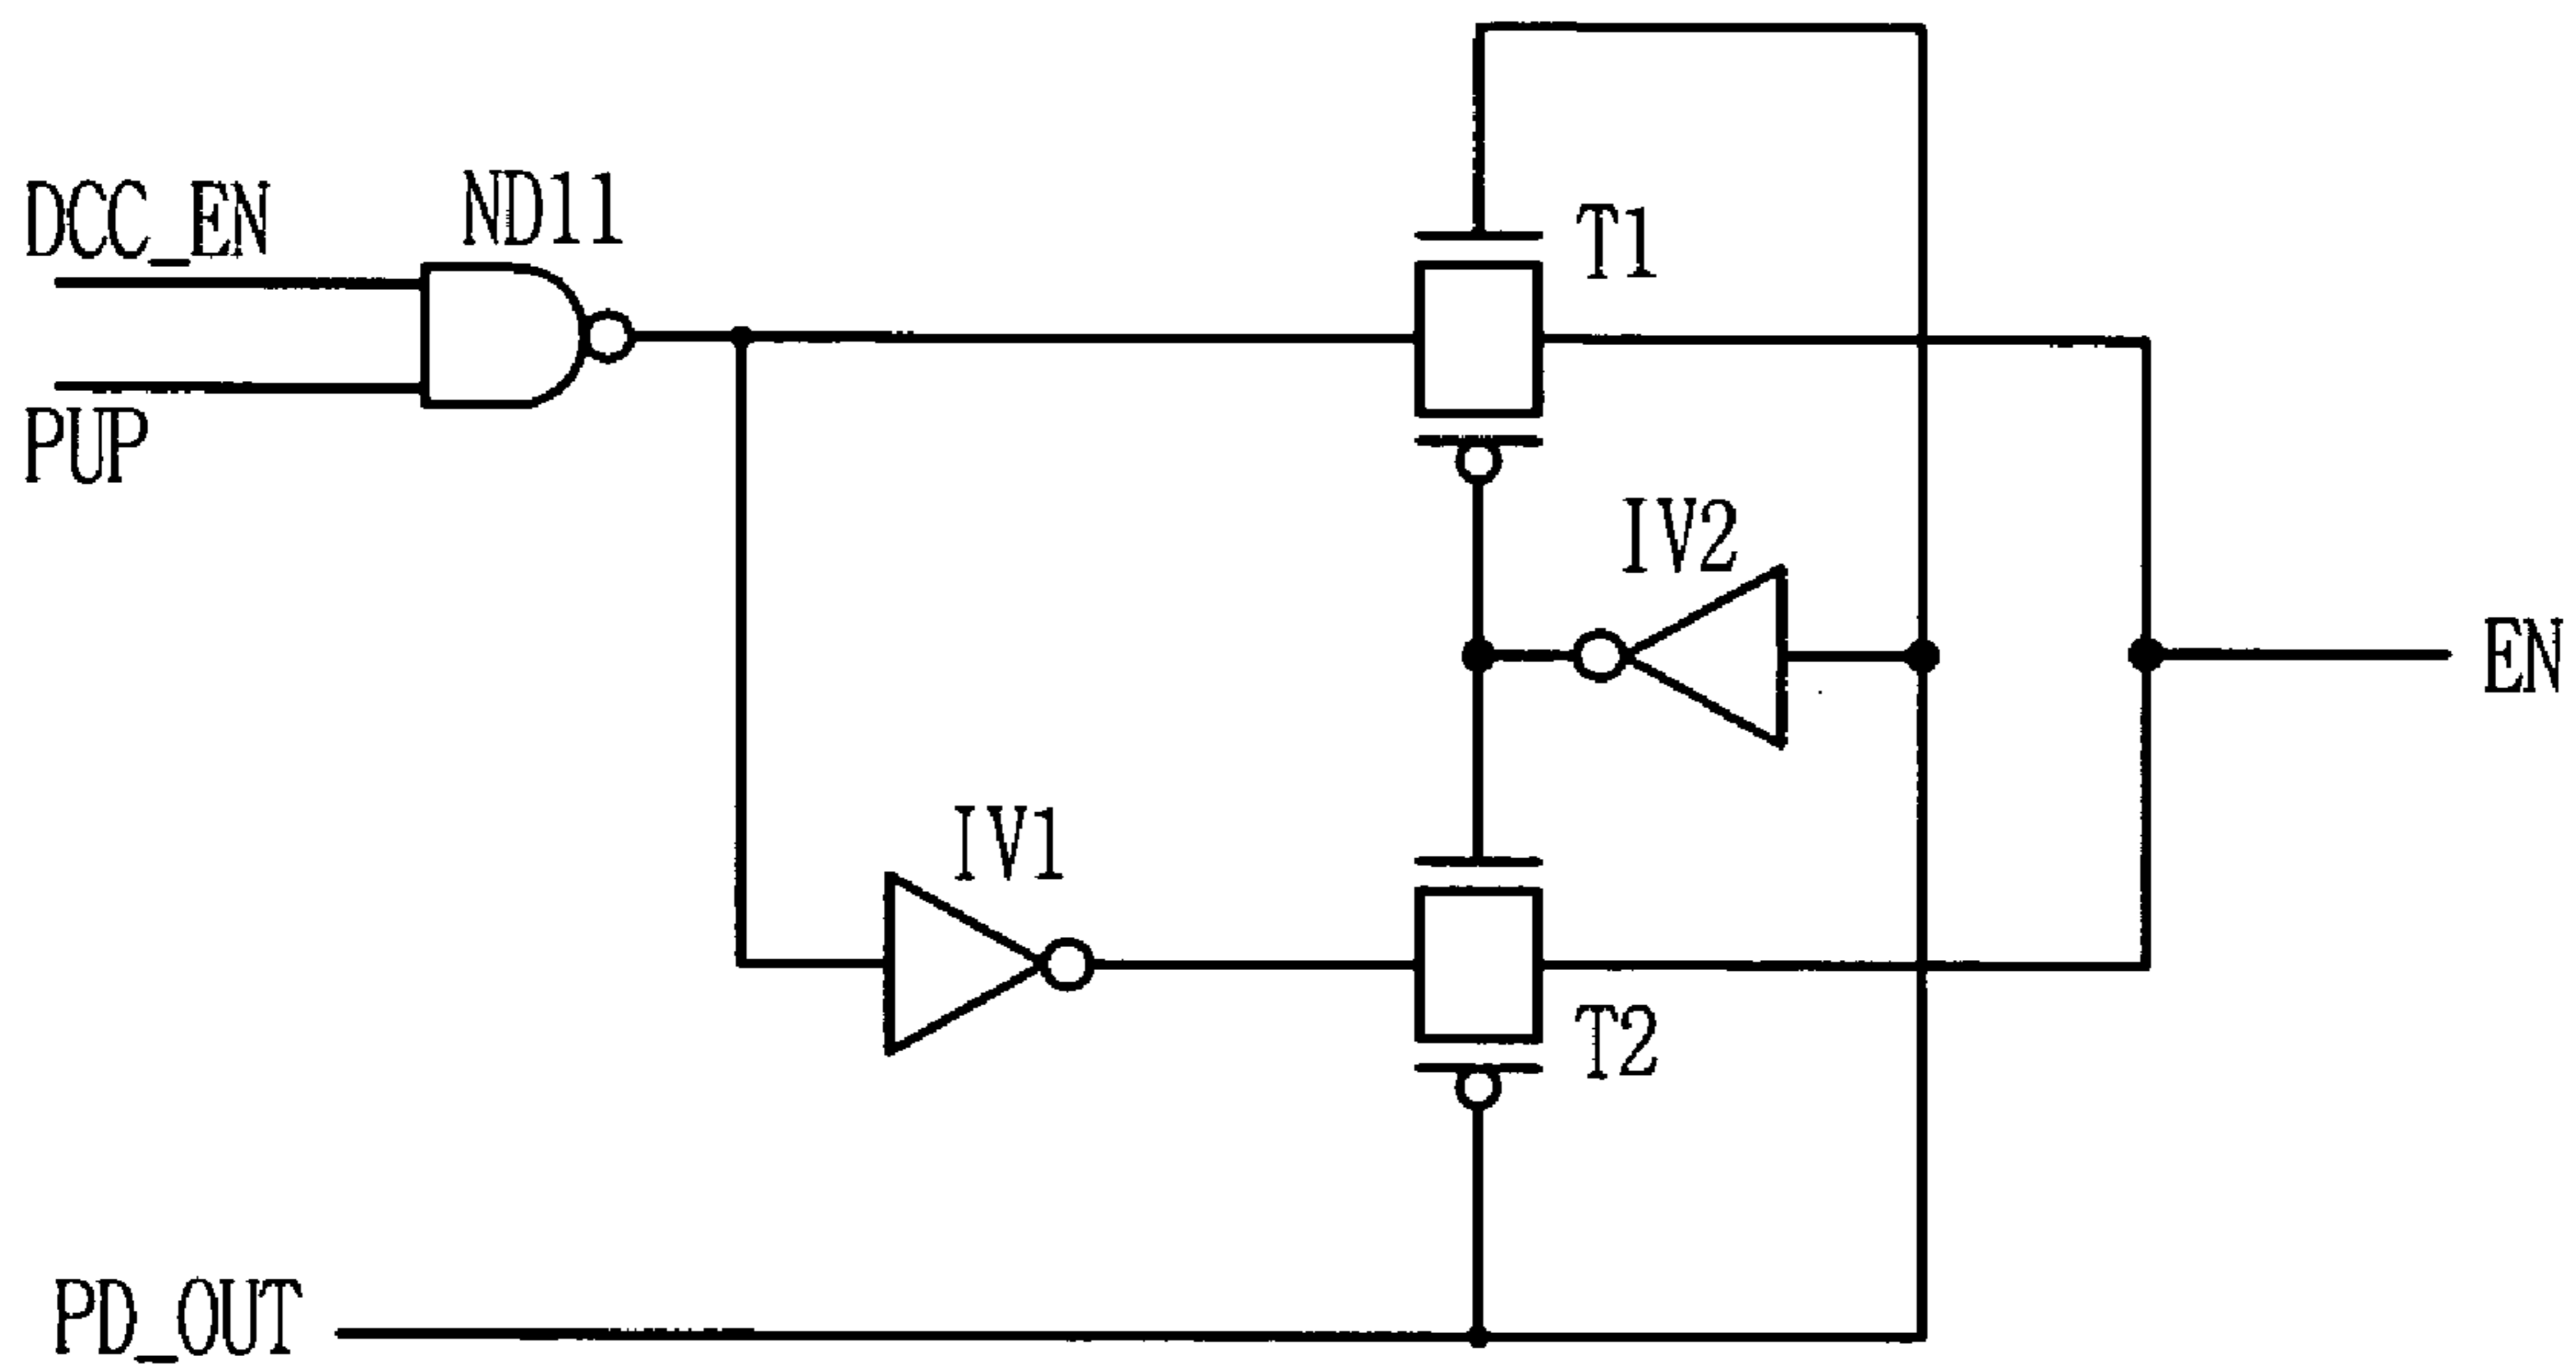 DCC_EN
ND11
PUP
T1
IV2
EN
IV1
T2
PD_OUT